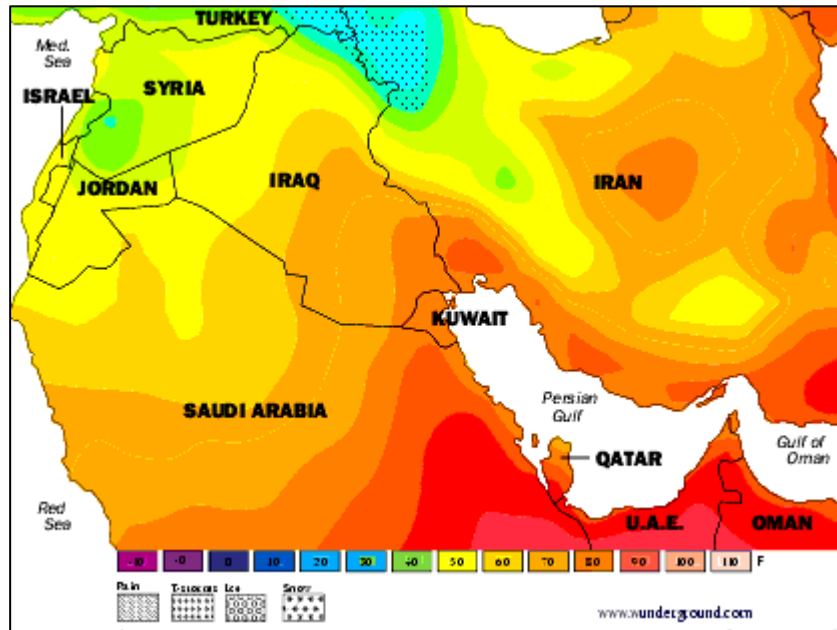 TURKEY
Med.
Sea
SYRIA
ISRAEL
JORDAN
IRAQ
IRAN
KUWAIT
SAUDI ARABIA
Persian
Gulf
QATAR
Gulf of
Oman
Red
Sea
U.A.E.
OMAN
-10 -0 0 10 20 30 40 50 60 70 80 90 100 110 F
Rain T-storms Ice Snow
www.wunderground.com